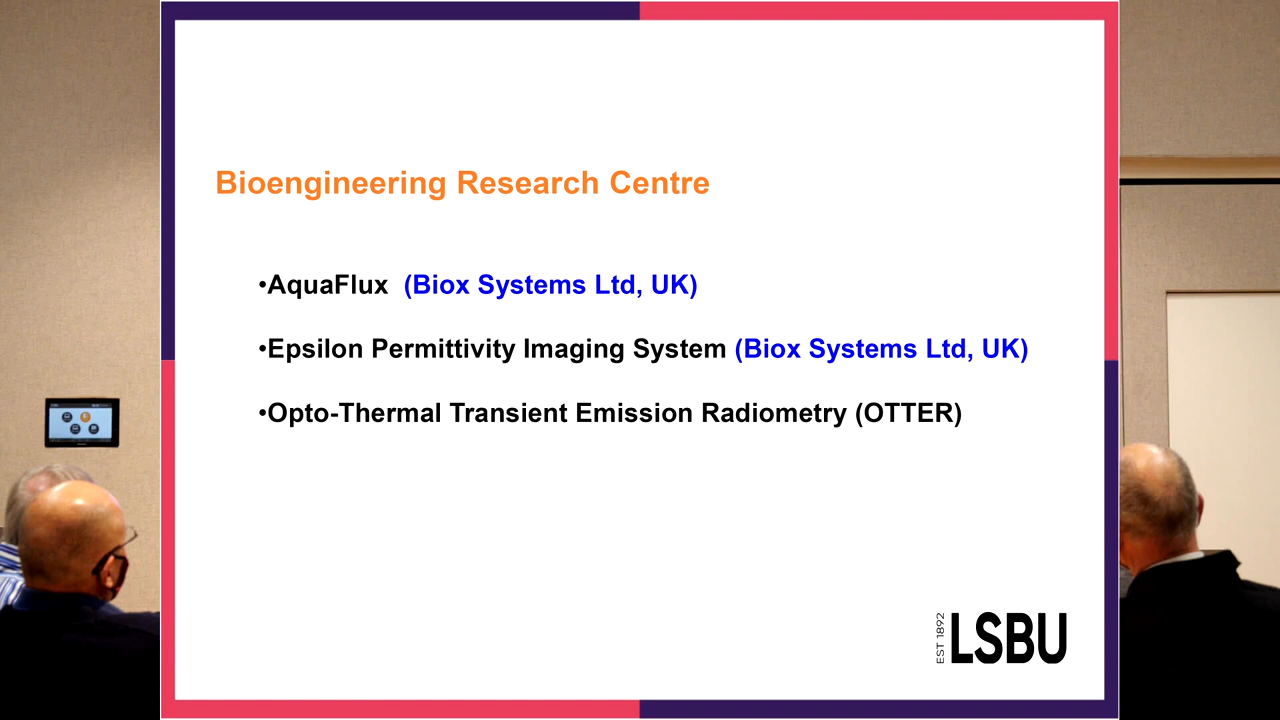 Bioengineering Research Centre
•AquaFlux (Biox Systems Ltd, UK)
•Epsilon Permittivity Imaging System (Biox Systems Ltd, UK)
•Opto-Thermal Transient Emission Radiometry (OTTER)
EST 1892
LSBU